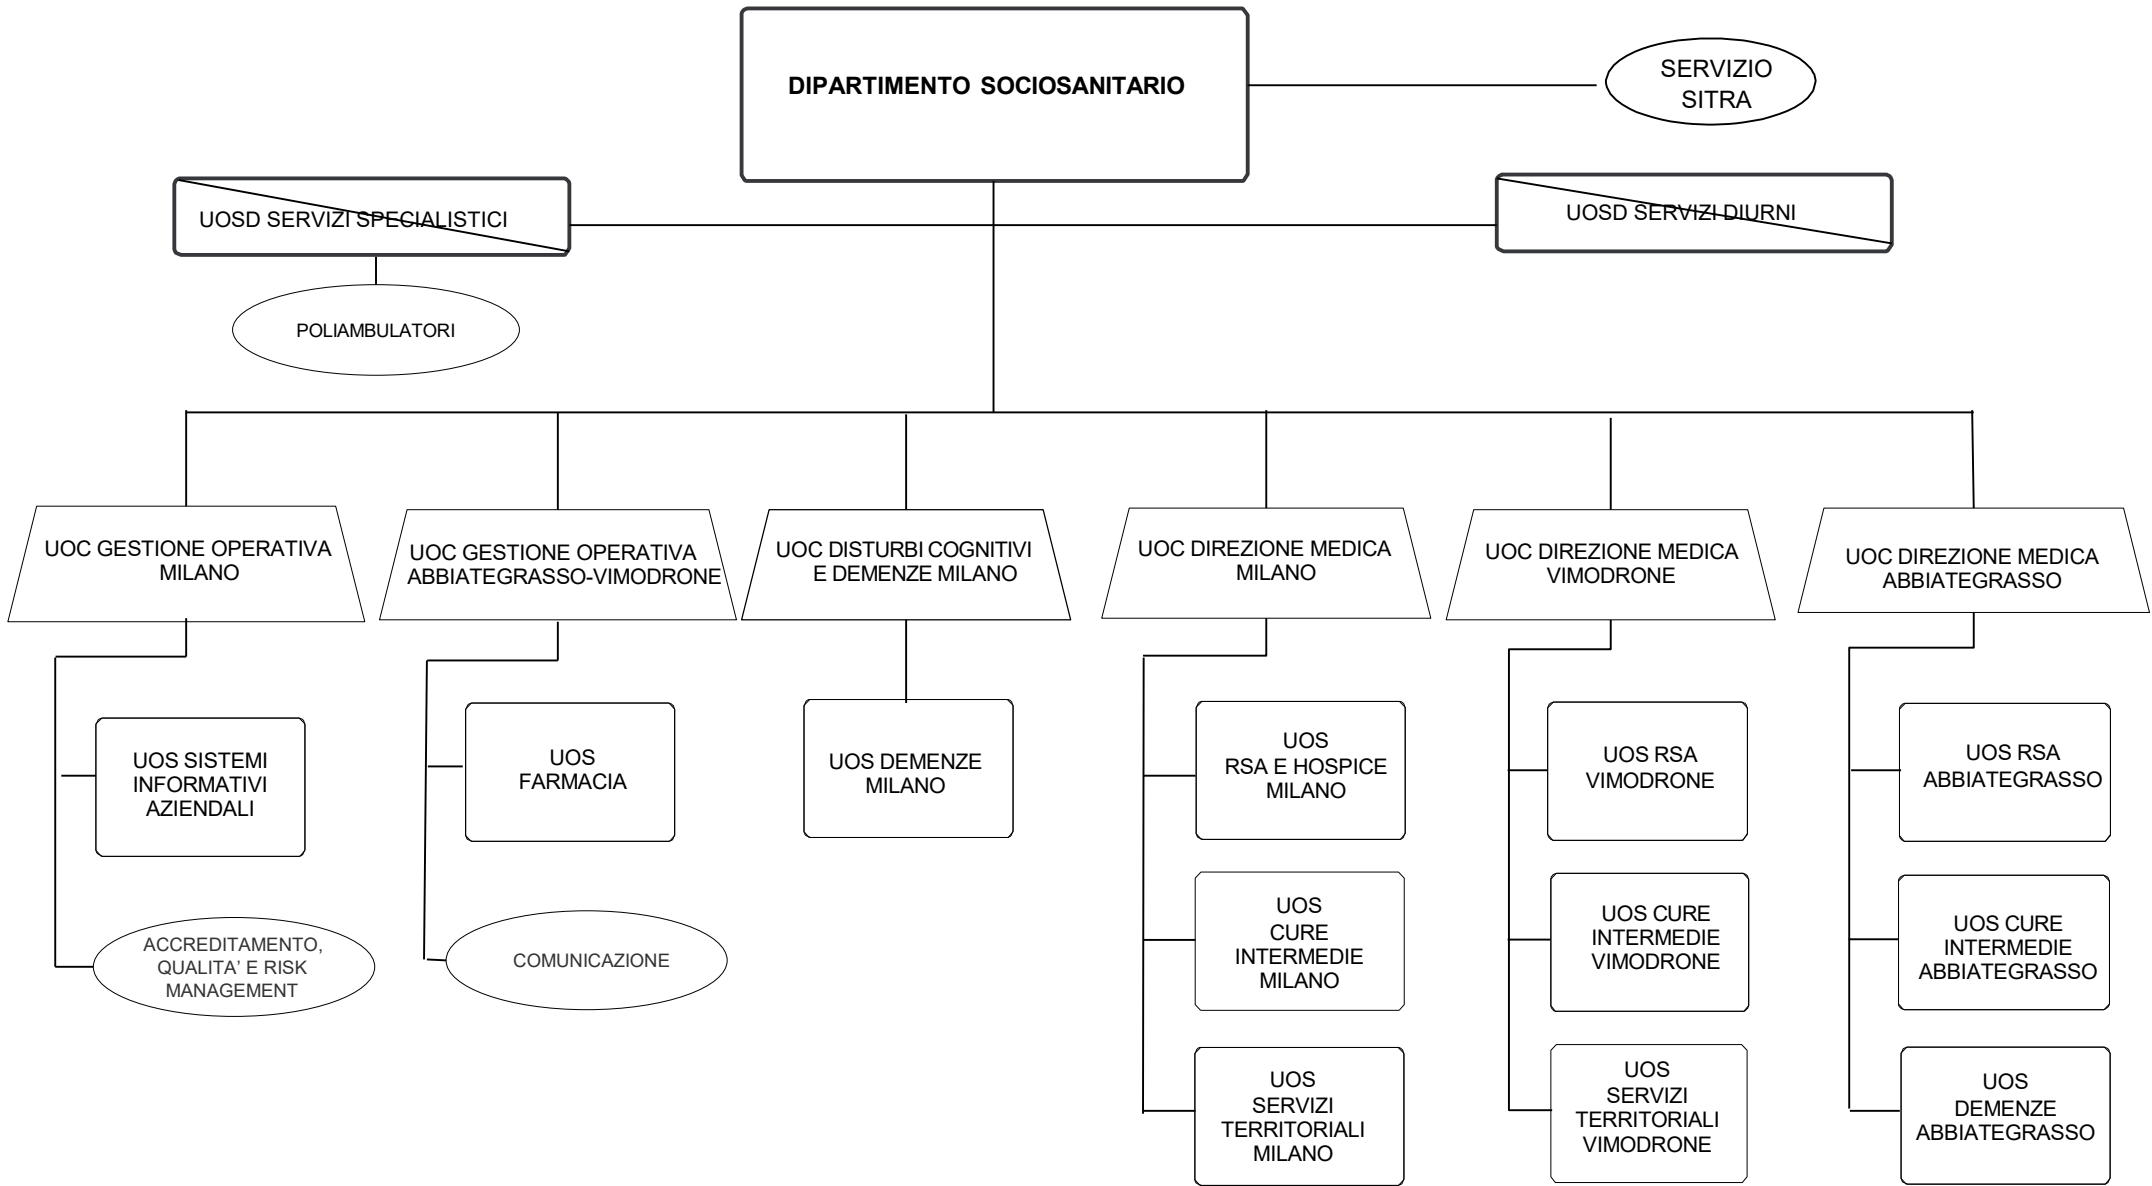 DIPARTIMENTO SOCIOSANITARIO
SERVIZIO
SITRA
UOSD SERVIZI SPECIALISTICI
UOSD SERVIZI DIURNI
POLIAMBULATORI
UOC GESTIONE OPERATIVA
MILANO
UOC GESTIONE OPERATIVA
ABBIATEGRASSO-VIMODRONE
UOC DISTURBI COGNITIVI
E DEMENZE MILANO
UOC DIREZIONE MEDICA
MILANO
UOC DIREZIONE MEDICA
VIMODRONE
UOC DIREZIONE MEDICA
ABBIATEGRASSO
UOS SISTEMI
INFORMATIVI
AZIENDALI
UOS
FARMACIA
UOS DEMENZE
MILANO
UOS
RSA E HOSPICE
MILANO
UOS RSA
VIMODRONE
UOS RSA
ABBIATEGRASSO
ACCREDITAMENTO,
QUALITA’ E RISK
MANAGEMENT
COMUNICAZIONE
UOS
CURE
INTERMEDIE
MILANO
UOS CURE
INTERMEDIE
VIMODRONE
UOS CURE
INTERMEDIE
ABBIATEGRASSO
UOS
SERVIZI
TERRITORIALI
MILANO
UOS
SERVIZI
TERRITORIALI
VIMODRONE
UOS
DEMENZE
ABBIATEGRASSO